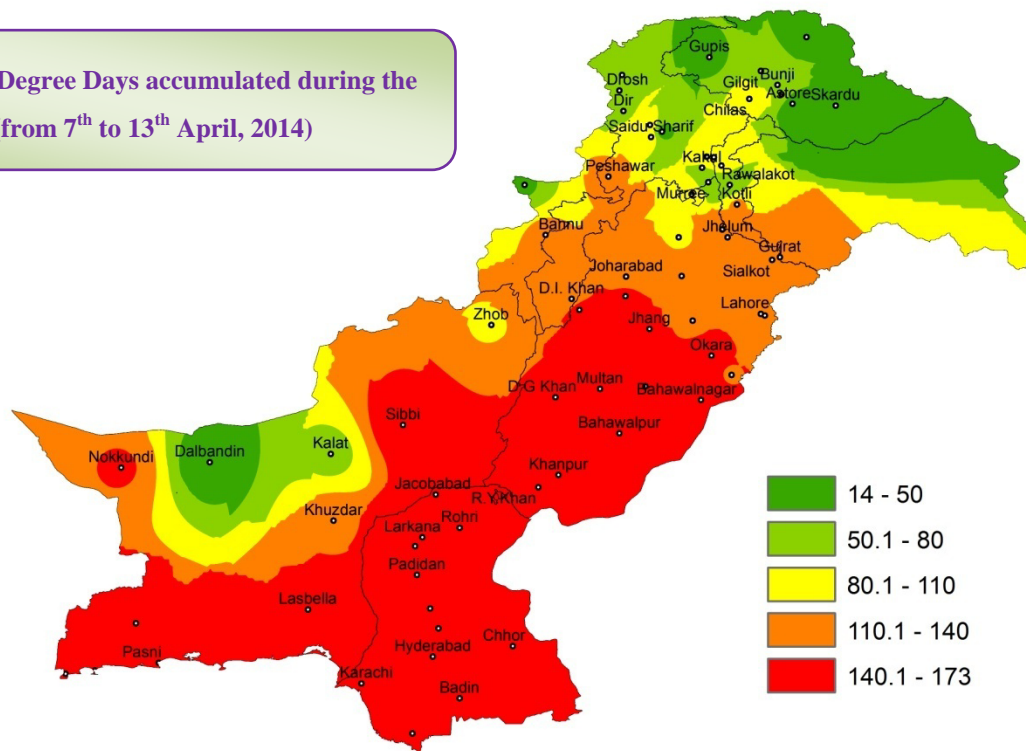 Degree Days accumulated during the
from 7th to 13th April, 2014)
Gupis
Drosh
Gilgit
Bunji
Dir
Astore
Skardu
Chilas
Saidu Sharif
Kakul
Peshawar
Rawalakot
Murree
Kotli
Bannu
Jhelum
Gujrat
Joharabad
Sialkot
D.I. Khan
Lahore
Zhob
Jhang
Okara
D G Khan
Multan
Bahawalnagar
Sibbi
Bahawalpur
Kalat
Nokkundi
Dalbandin
Khanpur
Jacobabad
R.Y.Khan
Khuzdar
Rohri
Larkana
Padidan
Lasbella
Chhor
Hyderabad
Pasni
Karachi
Badin
14 - 50
50.1 - 80
80.1 - 110
110.1 - 140
140.1 - 173